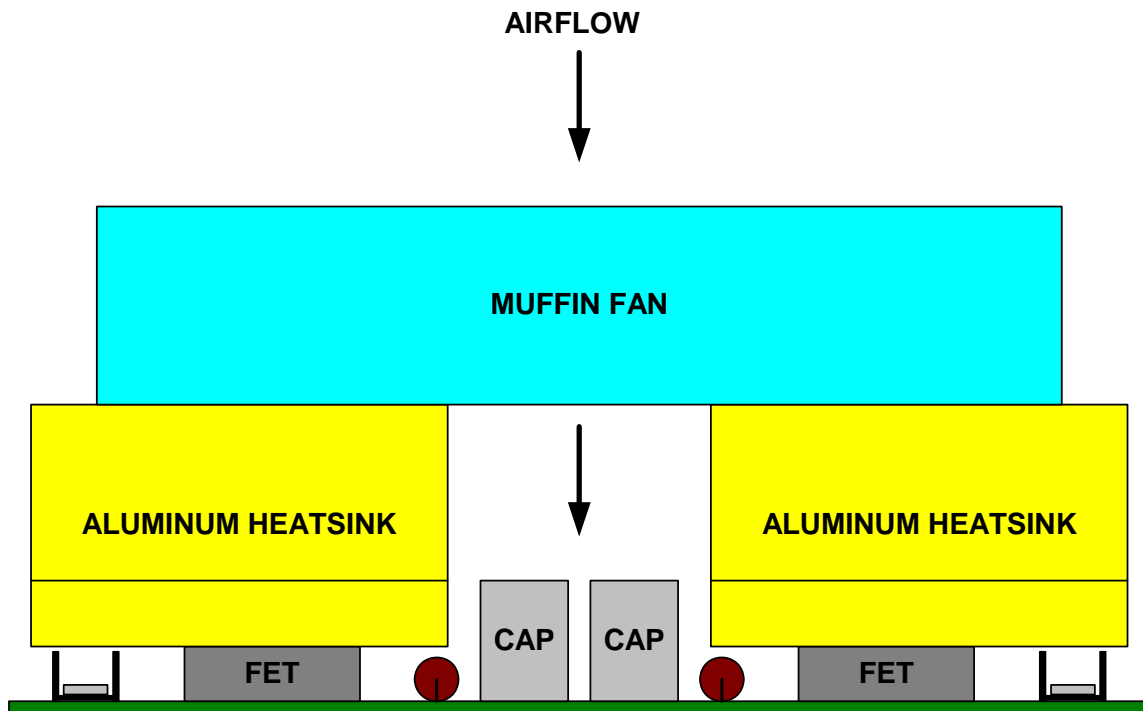 AIRFLOW
MUFFIN FAN
ALUMINUM HEATSINK
ALUMINUM HEATSINK
CAP
CAP
FET
FET